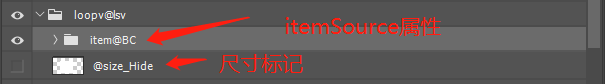 loopv@lsv
item@BC
itemSource属性
@size_Hide
尺寸标记